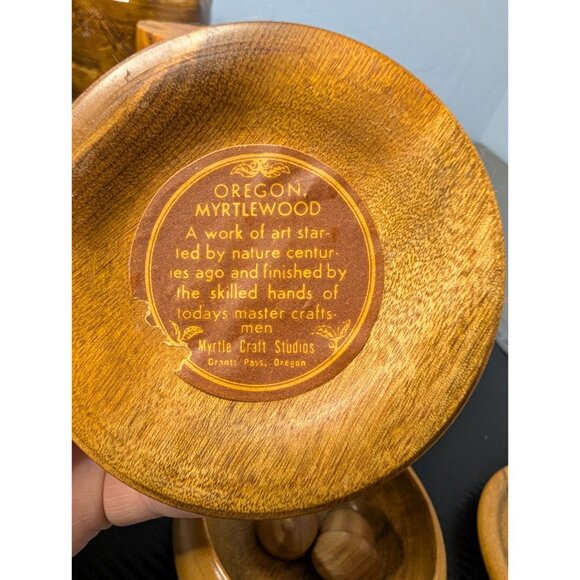 OREGON
MYRTLEWOOD
A work of art star-
ted by nature centur-
ies ago and finished by
the skilled hands of
todays master crafts-
men
Myrtle Craft Studios
Grants Pass, Oregon